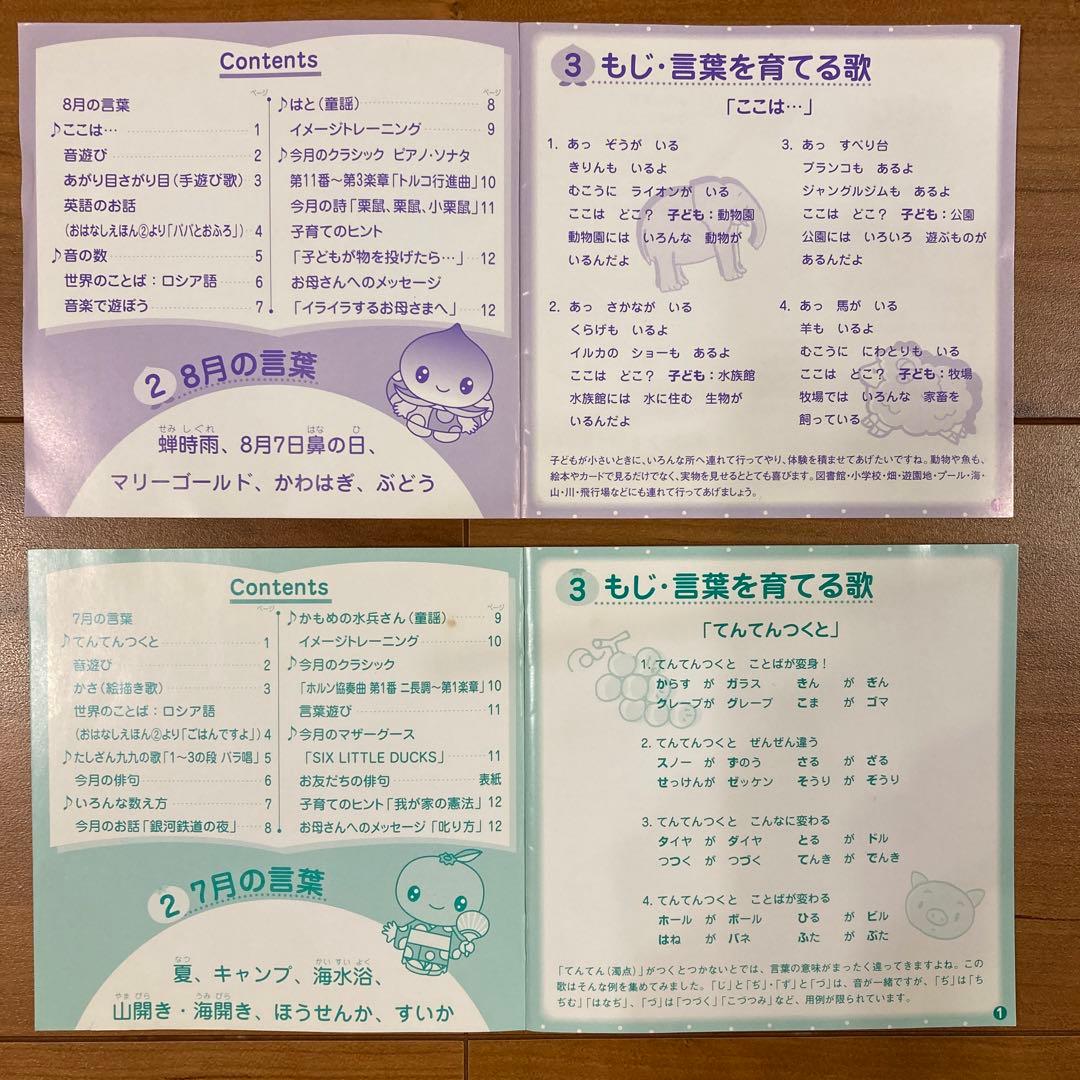 Contents
ページ
8月の言葉
♪ここは… 1
音遊び 2
あがり目さがり目(手遊び歌) 3
英語のお話
(おはなしえほん②より「パパとおふろ」) 4
♪音の数 5
世界のことば：ロシア語 6
音楽で遊ぼう 7
ページ
♪はと(童謡) 8
イメージトレーニング 9
♪今月のクラシック ピアノ・ソナタ
第11番〜第3楽章「トルコ行進曲」10
今月の詩「栗鼠、栗鼠、小栗鼠」11
子育てのヒント
「子どもが物を投げたら…」 12
お母さんへのメッセージ
「イライラするお母さまへ」 12
2 8月の言葉
せみ しぐれ はな ひ
蝉時雨、8月7日鼻の日、
マリーゴールド、かわはぎ、ぶどう
3 もじ・言葉を育てる歌
「ここは…」
1. あっ ぞうが いる
きりんも いるよ
むこうに ライオンが いる
ここは どこ？ 子ども：動物園
動物園には いろんな 動物が
いるんだよ
2. あっ さかなが いる
くらげも いるよ
イルカの ショーも あるよ
ここは どこ？ 子ども：水族館
水族館には 水に住む 生物が
いるんだよ
3. あっ すべり台
ブランコも あるよ
ジャングルジムも あるよ
ここは どこ？ 子ども：公園
公園には いろいろ 遊ぶものが
あるんだよ
4. あっ 馬が いる
羊も いるよ
むこうに にわとりも いる
ここは どこ？ 子ども：牧場
牧場では いろんな 家畜を
飼っている
子どもが小さいときに、いろんな所へ連れて行ってやり、体験を積ませてあげたいですね。動物や魚も、
絵本やカードで見るだけでなく、実物を見せるととても喜びます。図書館・小学校・畑・遊園地・プール・海・
山・川・飛行場などにも連れて行ってあげましょう。
1
Contents
ページ
7月の言葉
♪てんてんつくと 1
音遊び 2
かさ(絵描き歌) 3
世界のことば：ロシア語
(おはなしえほん②より「ごはんですよ」) 4
♪たしざん九九の歌「1〜3の段 バラ唱」 5
今月の俳句 6
♪いろんな数え方 7
今月のお話「銀河鉄道の夜」 8
ページ
♪かもめの水兵さん(童謡) 9
イメージトレーニング 10
♪今月のクラシック
「ホルン協奏曲 第1番 ニ長調〜第1楽章」10
言葉遊び 11
♪今月のマザーグース
「SIX LITTLE DUCKS」 11
お友だちの俳句 表紙
子育てのヒント「我が家の憲法」 12
お母さんへのメッセージ「叱り方」 12
2 7月の言葉
なつ かい すい よく
夏、キャンプ、海水浴、
やま びら うみ びら
山開き・海開き、ほうせんか、すいか
3 もじ・言葉を育てる歌
「てんてんつくと」
1. てんてんつくと ことばが変身！
からす が ガラス きん が ぎん
クレープが グレープ こま が ゴマ
2. てんてんつくと ぜんぜん違う
スノー が ずのう さる が ざる
せっけんが ゼッケン そうり が ぞうり
3. てんてんつくと こんなに変わる
タイヤ が ダイヤ とる が ドル
つつく が つづく てんき が でんき
4. てんてんつくと ことばが変わる
ホール が ボール ひる が ビル
はね が バネ ふた が ぶた
「てんてん(濁点)」がつくとつかないとでは、言葉の意味がまったく違ってきますよね。この
歌はそんな例を集めてみました。「じ」と「ぢ」・「ず」と「づ」は、音が一緒ですが、「ぢ」は「ち
ぢむ」「はなぢ」、「づ」は「つづく」「こづつみ」など、用例が限られています。
1